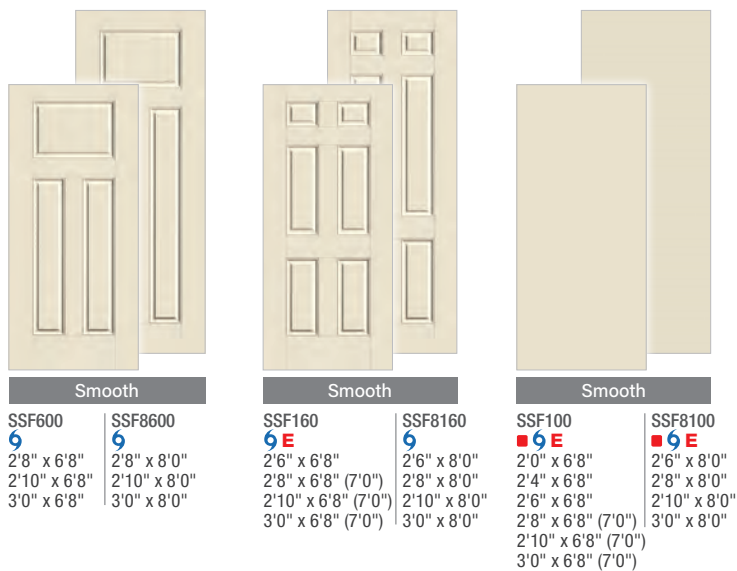 Smooth
SSF600
2'8" x 6'8"
2'10" x 6'8"
3'0" x 6'8"
SSF8600
2'8" x 8'0"
2'10" x 8'0"
3'0" x 8'0"
Smooth
SSF160
E
2'6" x 6'8"
2'8" x 6'8" (7'0")
2'10" x 6'8" (7'0")
3'0" x 6'8" (7'0")
SSF8160
2'6" x 8'0"
2'8" x 8'0"
2'10" x 8'0"
3'0" x 8'0"
Smooth
SSF100
E
2'0" x 6'8"
2'4" x 6'8"
2'6" x 6'8"
2'8" x 6'8" (7'0")
2'10" x 6'8" (7'0")
3'0" x 6'8" (7'0")
SSF8100
E
2'6" x 8'0"
2'8" x 8'0"
2'10" x 8'0"
3'0" x 8'0"